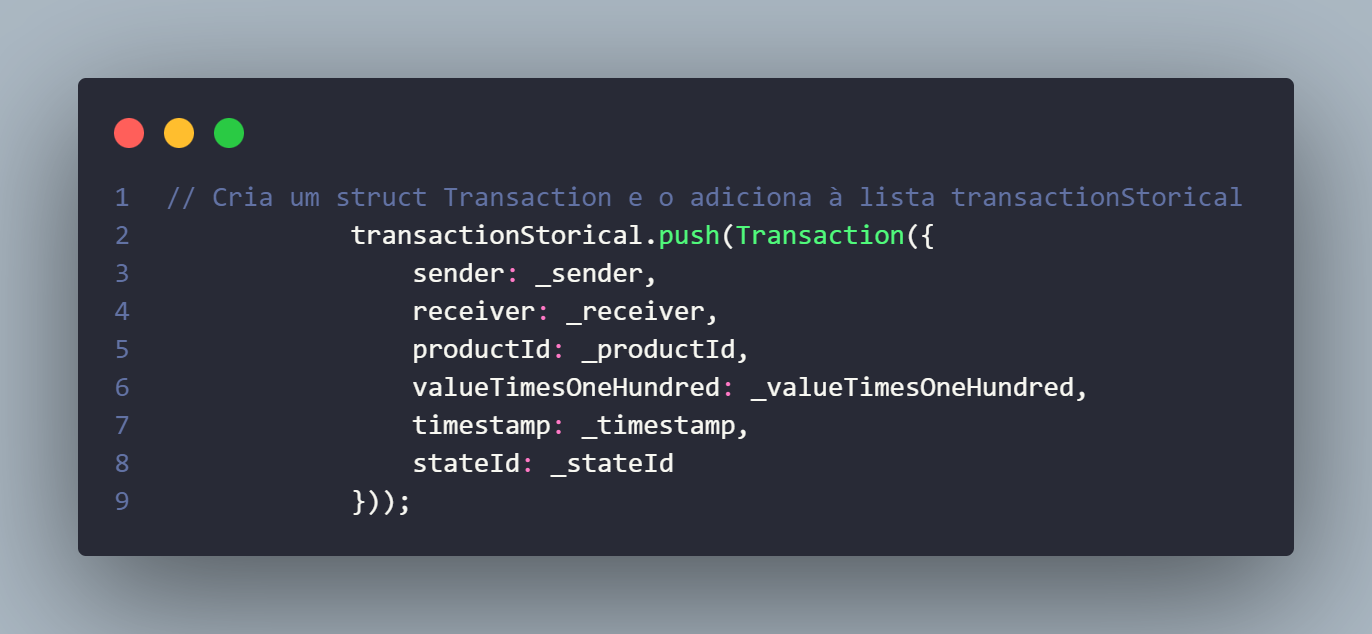 1 // Cria um struct Transaction e o adiciona à lista transactionStorical
2 transactionStorical.push(Transaction({
3 sender: _sender,
4 receiver: _receiver,
5 productId: _productId,
6 valueTimesOneHundred: _valueTimesOneHundred,
7 timestamp: _timestamp,
8 stateId: _stateId
9 }));